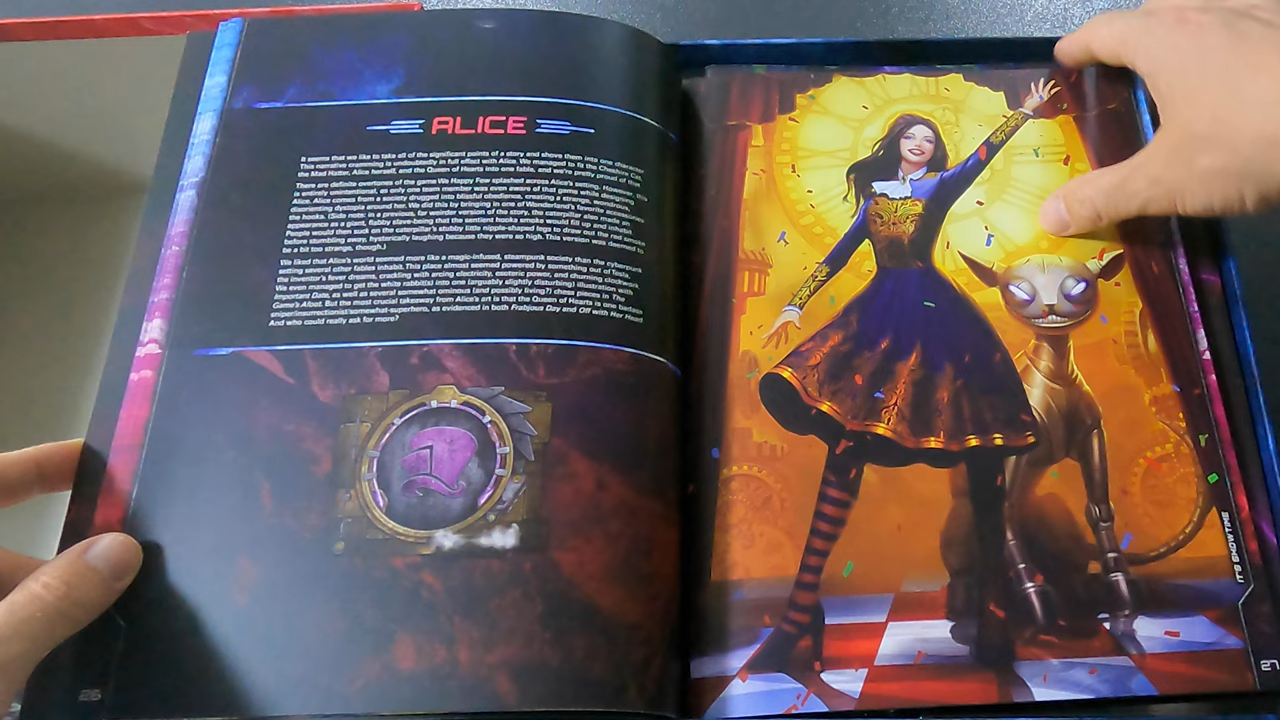 ALICE
It seems that we like to take all of the significant points of a story and shove them into one character
This narrative cramming is undoubtedly in full effect with Alice. We managed to fit the Cheshire Cat,
the Mad Hatter, Alice herself, and the Queen of Hearts into one fable, and we're pretty proud of that
There are definite overtones of the game We Happy Few splashed across Alice's setting. However, this
is entirely unintentional, as only one team member was even aware of that game while designing
Alice. Alice comes from a society drugged into blissful obedience, creating a strange, wondrous,
disorienting dystopia around her. We did this by bringing in one of Wonderland's favorite accessories
the hooka. (Side note: in a previous, far weirder version of the story, the caterpillar also made an
appearance as a giant, flabby slave-being that the sentient hooka smoke would fill up and inhabit
People would then suck on the caterpillar's stubby little nipple-shaped legs to draw out the red smoke
before stumbling away, hysterically laughing because they were so high. This version was deemed to
be a bit too strange, though.)
We liked that Alice's world seemed more like a magic-infused, steampunk society than the cyberpunk
setting several other fables inhabit. This place almost seemed powered by something out of Tesla,
the inventor's fever dreams, crackling with arcing electricity, esoteric power, and churning clockwork
We even managed to get the white rabbit(s) into one (arguably slightly disturbing) illustration with
Important Date, as well as several somewhat ominous (and possibly living?) chess pieces in The
Game's Afoot. But the most crucial takeaway from Alice's art is that the Queen of Hearts is one badass
sniper/insurrectionist/somewhat-superhero, as evidenced in both Frabjous Day and Off with Her Head
And who could really ask for more?
26
IT'S SHOWTIME
27